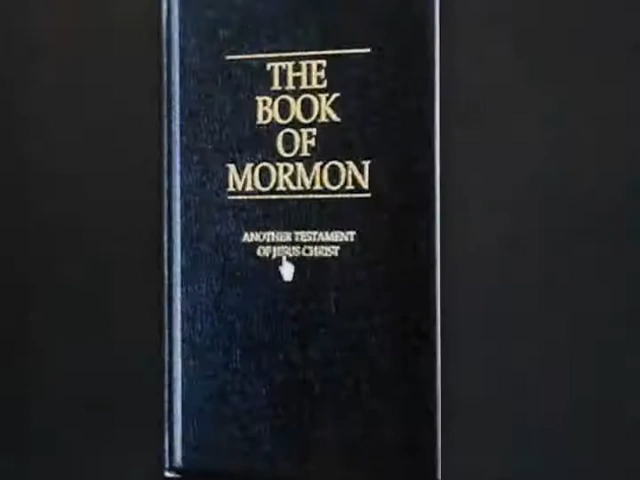 THE
BOOK
OF
MORMON
ANOTHER TESTAMENT
OF JESUS CHRIST